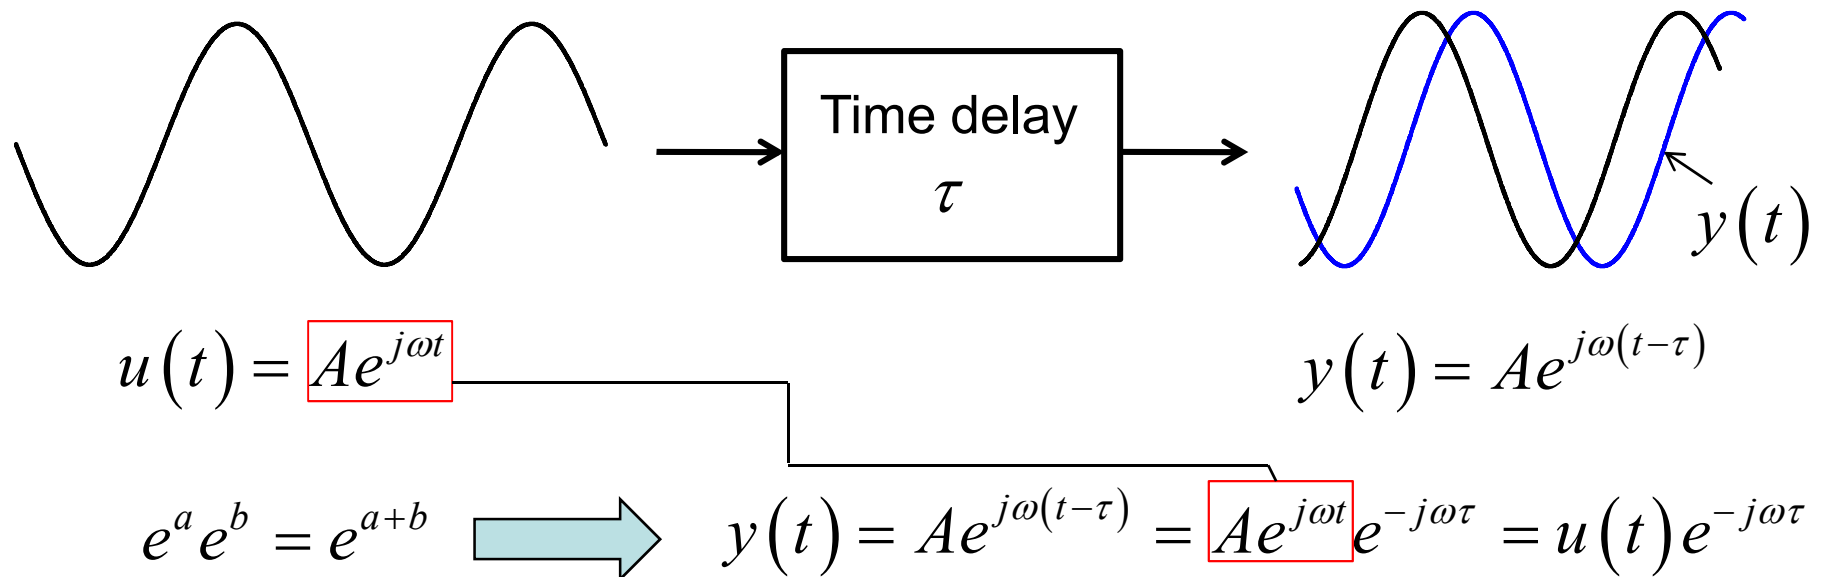 Time delay
τ
y(t)
u(t) = Ae^{jωt}
y(t) = Ae^{jω(t−τ)}
e^a e^b = e^{a+b}
y(t) = Ae^{jω(t−τ)} = Ae^{jωt}e^{−jωτ} = u(t)e^{−jωτ}